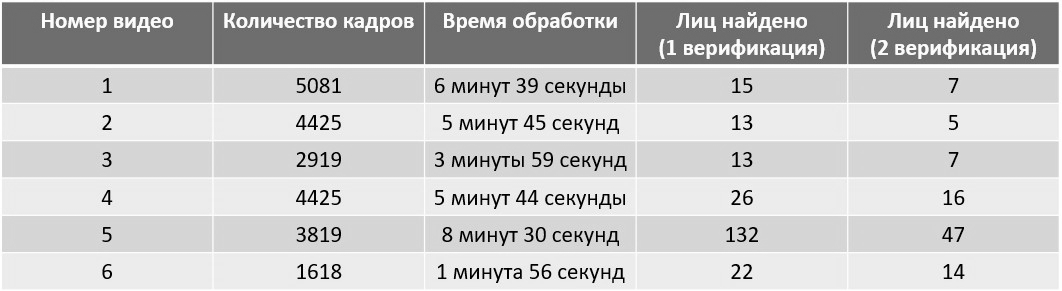 Номер видео Количество кадров Время обработки Лиц найдено (1 верификация) Лиц найдено (2 верификация)
1 5081 6 минут 39 секунды 15 7
2 4425 5 минут 45 секунд 13 5
3 2919 3 минуты 59 секунд 13 7
4 4425 5 минут 44 секунды 26 16
5 3819 8 минут 30 секунд 132 47
6 1618 1 минута 56 секунд 22 14